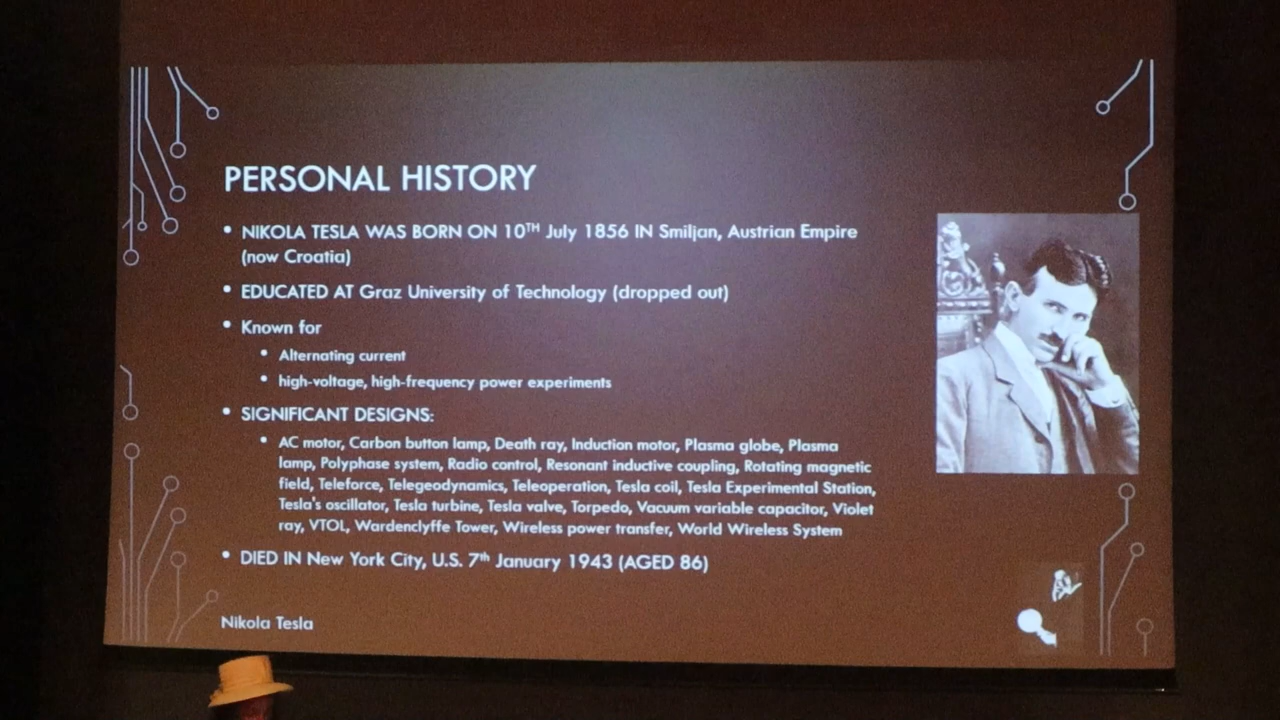 PERSONAL HISTORY
• NIKOLA TESLA WAS BORN ON 10TH July 1856 IN Smiljan, Austrian Empire
(now Croatia)
• EDUCATED AT Graz University of Technology (dropped out)
• Known for
• Alternating current
• high-voltage, high-frequency power experiments
• SIGNIFICANT DESIGNS:
• AC motor, Carbon button lamp, Death ray, Induction motor, Plasma globe, Plasma
lamp, Polyphase system, Radio control, Resonant inductive coupling, Rotating magnetic
field, Teleforce, Telegeodynamics, Teleoperation, Tesla coil, Tesla Experimental Station,
Tesla's oscillator, Tesla turbine, Tesla valve, Torpedo, Vacuum variable capacitor, Violet
ray, VTOL, Wardenclyffe Tower, Wireless power transfer, World Wireless System
• DIED IN New York City, U.S. 7th January 1943 (AGED 86)
Nikola Tesla